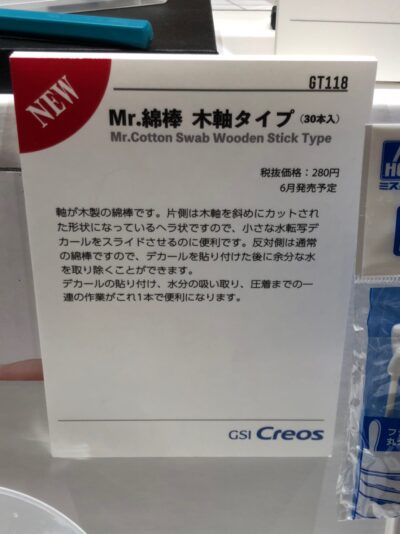 GT118
NEW
Mr.綿棒 木軸タイプ（30本入）
Mr.Cotton Swab Wooden Stick Type
税抜価格：280円
6月発売予定
軸が木製の綿棒です。片側は木軸を斜めにカットされ
た形状になっているヘラ状ですので、小さな水転写デ
カールをスライドさせるのに便利です。反対側は通常
の綿棒ですので、デカールを貼り付けた後に余分な水
を取り除くことができます。
デカールの貼り付け、水分の吸い取り、圧着までの一
連の作業がこれ1本で便利になります。
GSI Creos
ミス
フ
丸